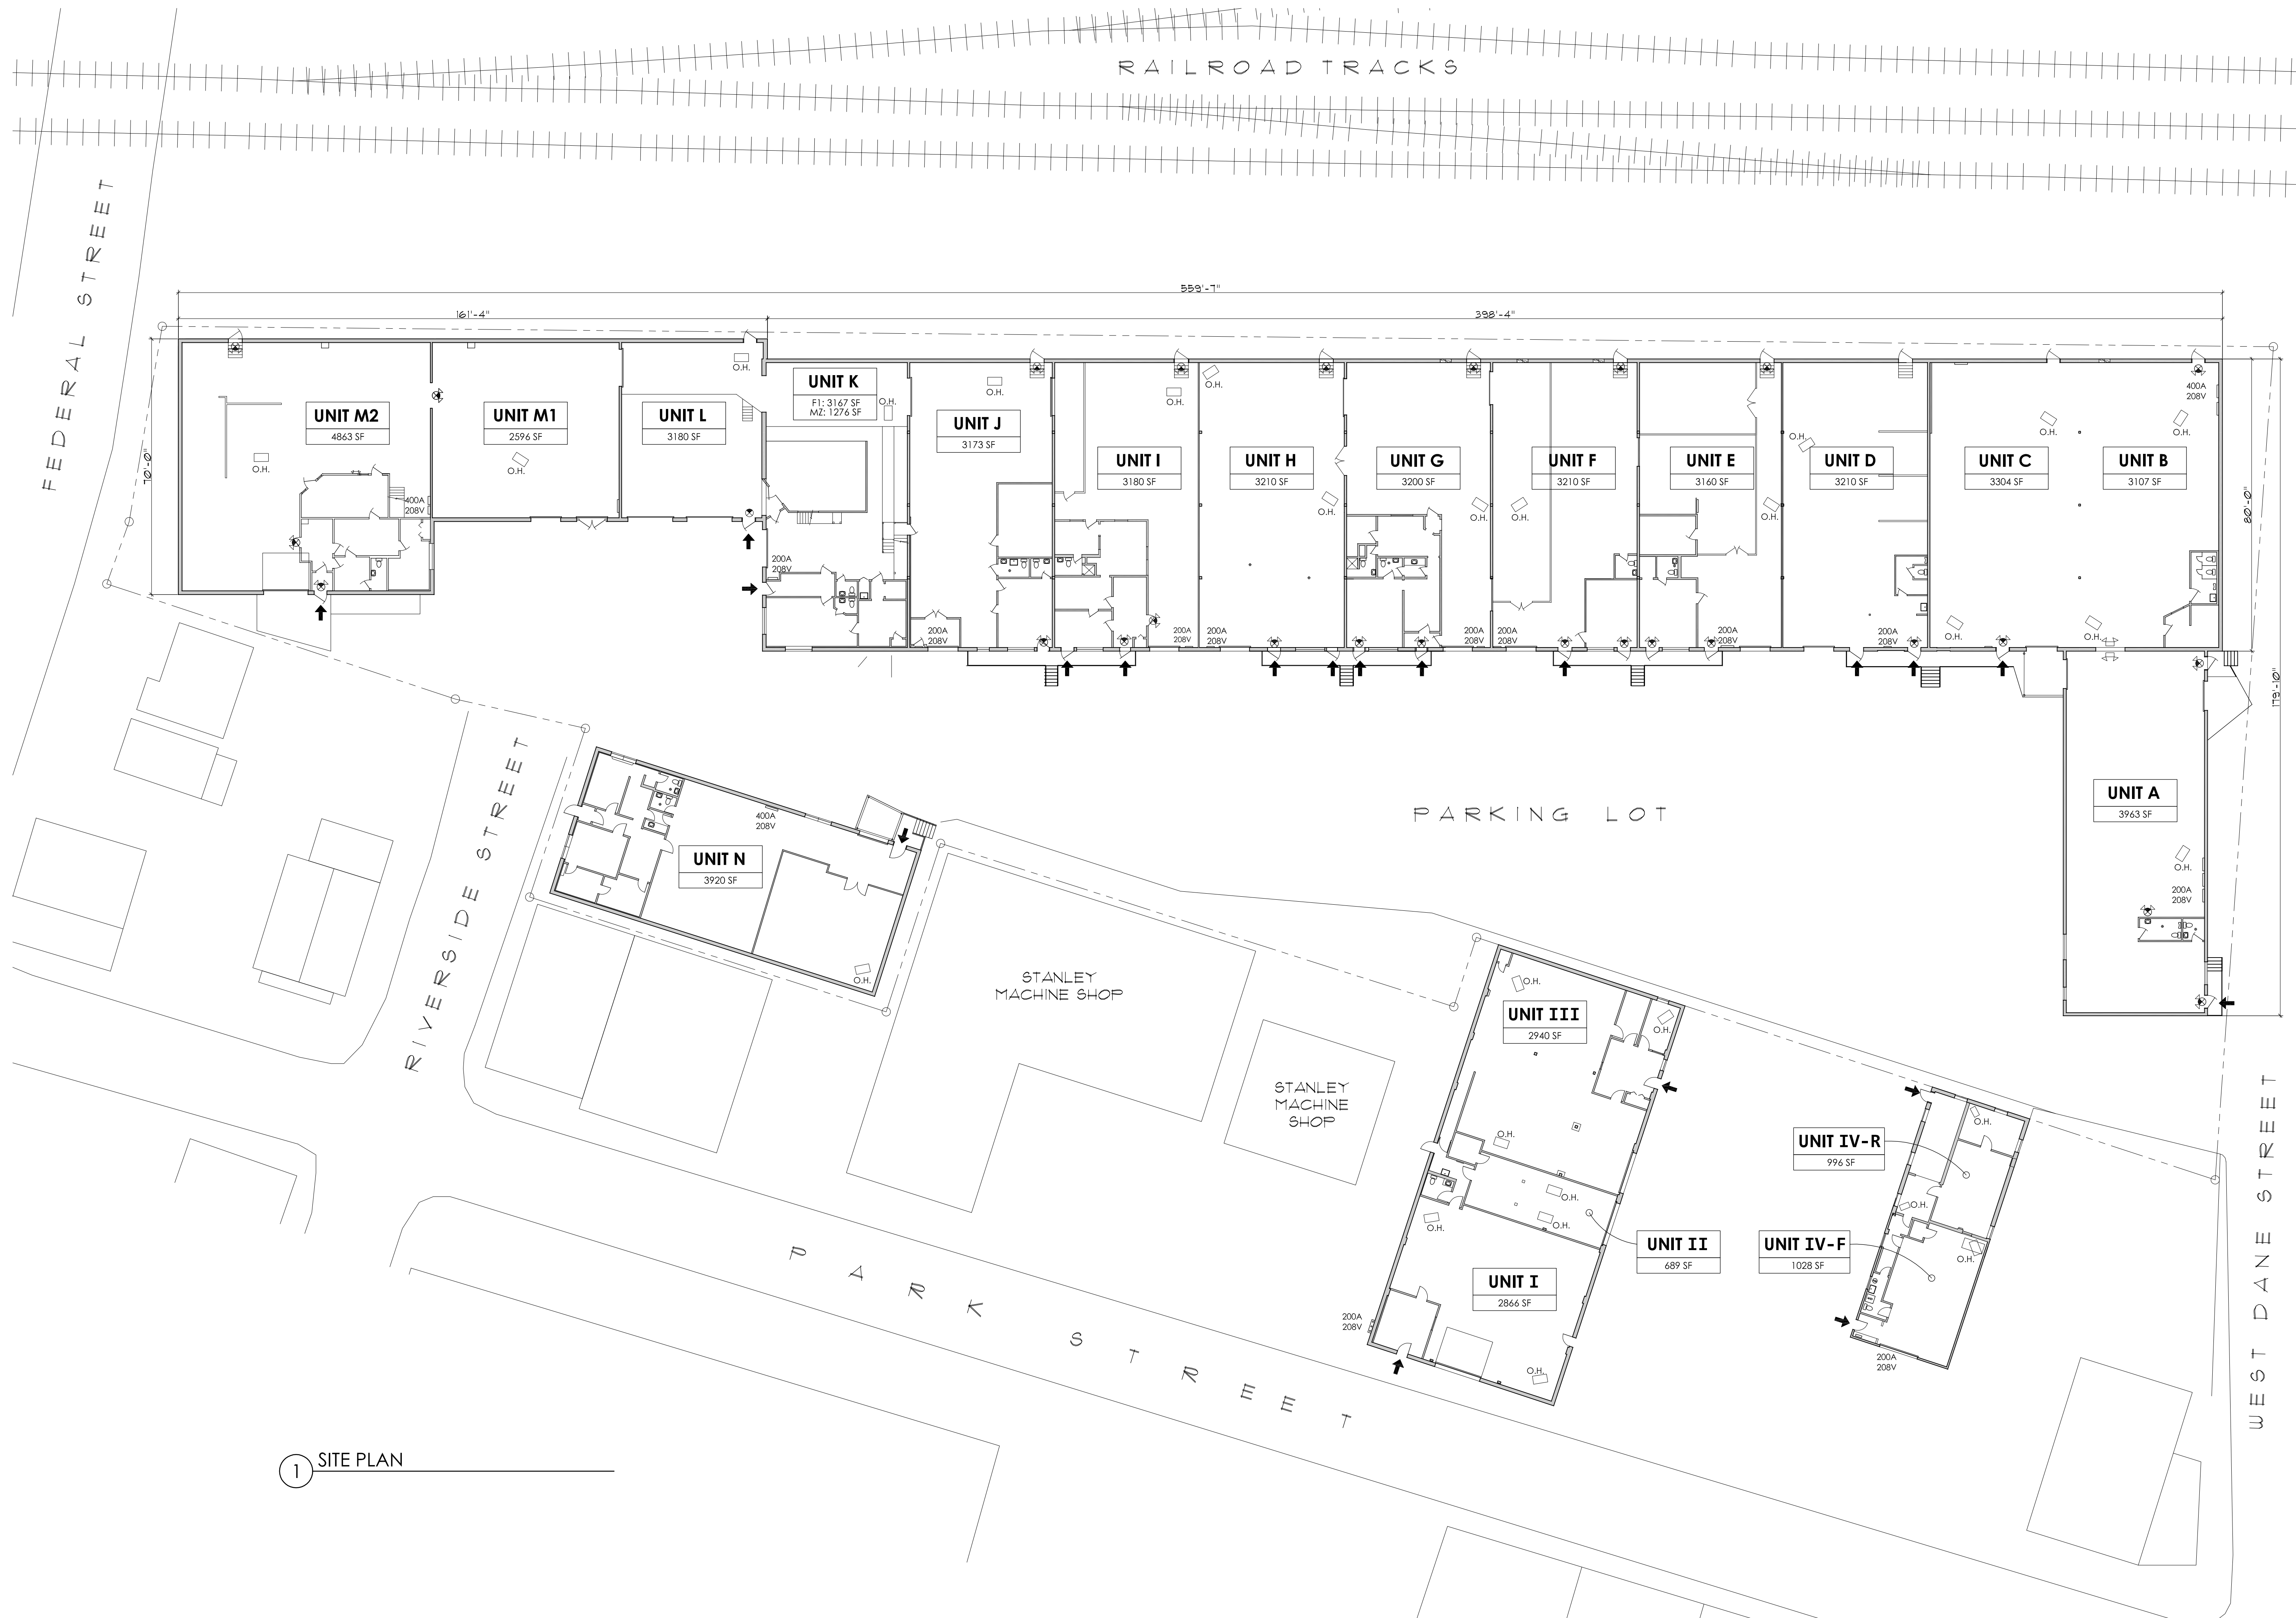 RAILROAD TRACKS
FEDERAL STREET
559'-7"
161'-4"
398'-4"
70'-0"
80'-0"
179'-10"
UNIT M2
4863 SF
O.H.
400A
208V
UNIT M1
2596 SF
O.H.
UNIT L
3180 SF
O.H.
UNIT K
F1: 3167 SF
MZ: 1276 SF
O.H.
200A
208V
UNIT J
3173 SF
O.H.
200A
208V
UNIT I
3180 SF
O.H.
200A
208V
UNIT H
3210 SF
O.H.
O.H.
200A
208V
UNIT G
3200 SF
O.H.
200A
208V
UNIT F
3210 SF
O.H.
200A
208V
UNIT E
3160 SF
O.H.
200A
208V
UNIT D
3210 SF
O.H.
200A
208V
UNIT C
3304 SF
O.H.
O.H.
UNIT B
3107 SF
O.H.
O.H.
400A
208V
UNIT A
3963 SF
O.H.
200A
208V
PARKING LOT
RIVERSIDE STREET
UNIT N
3920 SF
400A
208V
O.H.
STANLEY
MACHINE SHOP
STANLEY
MACHINE
SHOP
UNIT III
2940 SF
O.H.
O.H.
O.H.
UNIT II
689 SF
O.H.
O.H.
UNIT I
2866 SF
O.H.
O.H.
200A
208V
UNIT IV-R
996 SF
O.H.
O.H.
UNIT IV-F
1028 SF
O.H.
200A
208V
WEST DANE STREET
PARK STREET
1 SITE PLAN